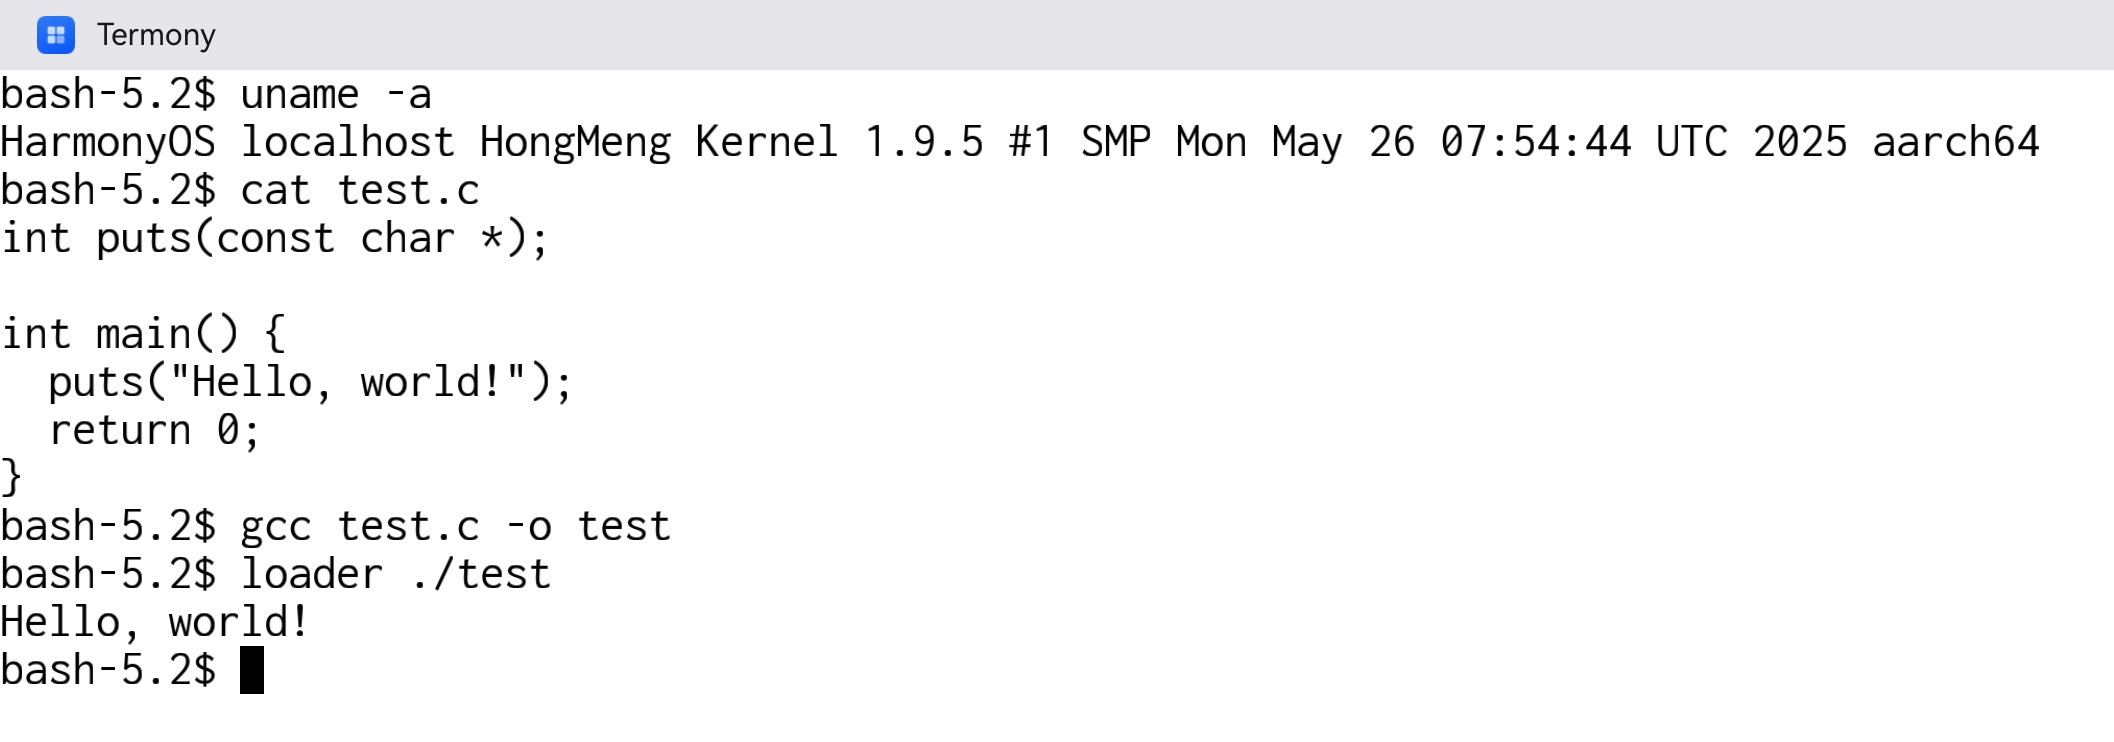 Termony
bash-5.2$ uname -a
HarmonyOS localhost HongMeng Kernel 1.9.5 #1 SMP Mon May 26 07:54:44 UTC 2025 aarch64
bash-5.2$ cat test.c
int puts(const char *);

int main() {
  puts("Hello, world!");
  return 0;
}
bash-5.2$ gcc test.c -o test
bash-5.2$ loader ./test
Hello, world!
bash-5.2$